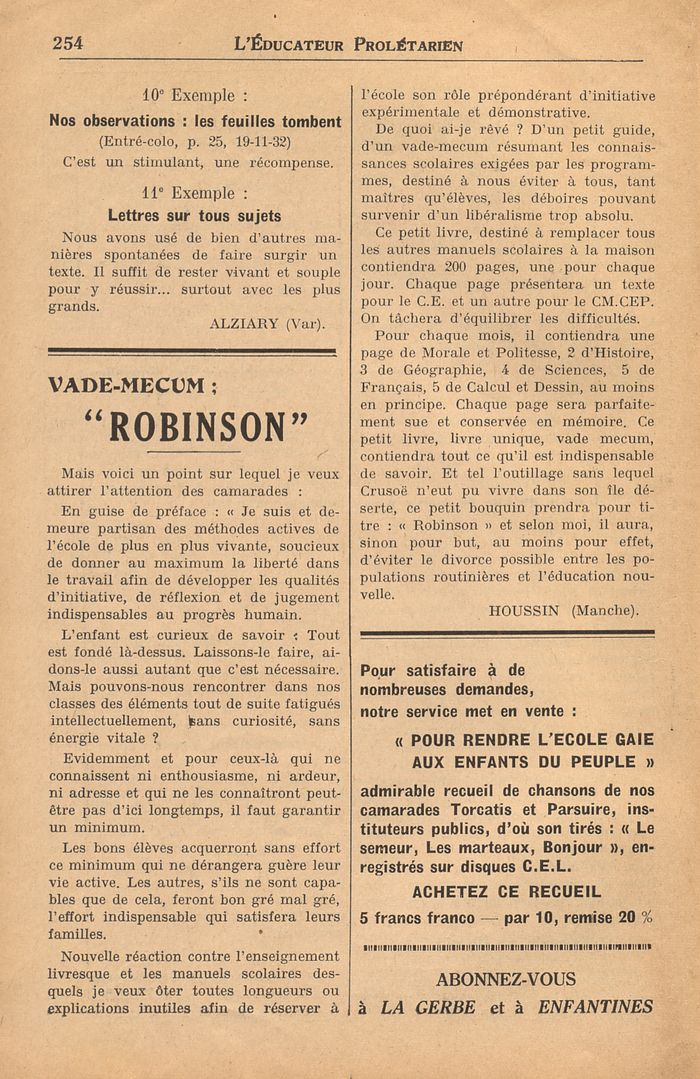 254
L'ÉDUCATEUR PROLÉTARIEN
10e Exemple :
Nos observations : les feuilles tombent
(Entré-colo, p. 25, 19-11-32)
C'est un stimulant, une récompense.
11e Exemple :
Lettres sur tous sujets
Nous avons usé de bien d'autres ma-
nières spontanées de faire surgir un
texte. Il suffit de rester vivant et souple
pour y réussir... surtout avec les plus
grands.
ALZIARY (Var).
VADE-MECUM ;
"ROBINSON"
Mais voici un point sur lequel je veux
attirer l'attention des camarades :
En guise de préface : « Je suis et de-
meure partisan des méthodes actives de
l'école de plus en plus vivante, soucieux
de donner au maximum la liberté dans
le travail afin de développer les qualités
d'initiative, de réflexion et de jugement
indispensables au progrès humain.
L'enfant est curieux de savoir : Tout
est fondé là-dessus. Laissons-le faire, ai-
dons-le aussi autant que c'est nécessaire.
Mais pouvons-nous rencontrer dans nos
classes des éléments tout de suite fatigués
intellectuellement, sans curiosité, sans
énergie vitale ?
Evidemment et pour ceux-là qui ne
connaissent ni enthousiasme, ni ardeur,
ni adresse et qui ne les connaîtront peut-
être pas d'ici longtemps, il faut garantir
un minimum.
Les bons élèves acquerront sans effort
ce minimum qui ne dérangera guère leur
vie active. Les autres, s'ils ne sont capa-
bles que de cela, feront bon gré mal gré,
l'effort indispensable qui satisfera leurs
familles.
Nouvelle réaction contre l'enseignement
livresque et les manuels scolaires des-
quels je veux ôter toutes longueurs ou
explications inutiles afin de réserver à
l'école son rôle prépondérant d'initiative
expérimentale et démonstrative.
De quoi ai-je rêvé ? D'un petit guide,
d'un vade-mecum résumant les connais-
sances scolaires exigées par les program-
mes, destiné à nous éviter à tous, tant
maîtres qu'élèves, les déboires pouvant
survenir d'un libéralisme trop absolu.
Ce petit livre, destiné à remplacer tous
les autres manuels scolaires à la maison
contiendra 200 pages, une pour chaque
jour. Chaque page présentera un texte
pour le C.E. et un autre pour le CM.CEP.
On tâchera d'équilibrer les difficultés.
Pour chaque mois, il contiendra une
page de Morale et Politesse, 2 d'Histoire,
3 de Géographie, 4 de Sciences, 5 de
Français, 5 de Calcul et Dessin, au moins
en principe. Chaque page sera parfaite-
ment sue et conservée en mémoire. Ce
petit livre, livre unique, vade mecum,
contiendra tout ce qu'il est indispensable
de savoir. Et tel l'outillage sans lequel
Crusoë n'eut pu vivre dans son île dé-
serte, ce petit bouquin prendra pour ti-
tre : « Robinson » et selon moi, il aura,
sinon pour but, au moins pour effet,
d'éviter le divorce possible entre les po-
pulations routinières et l'éducation nou-
velle.
HOUSSIN (Manche).
Pour satisfaire à de
nombreuses demandes,
notre service met en vente :
« POUR RENDRE L'ECOLE GAIE
AUX ENFANTS DU PEUPLE »
admirable recueil de chansons de nos
camarades Torcatis et Parsuire, ins-
tituteurs publics, d'où son tirés : « Le
semeur, Les marteaux, Bonjour », en-
registrés sur disques C.E.L.
ACHETEZ CE RECUEIL
5 francs franco — par 10, remise 20 %
ABONNEZ-VOUS
à LA GERBE et à ENFANTINES